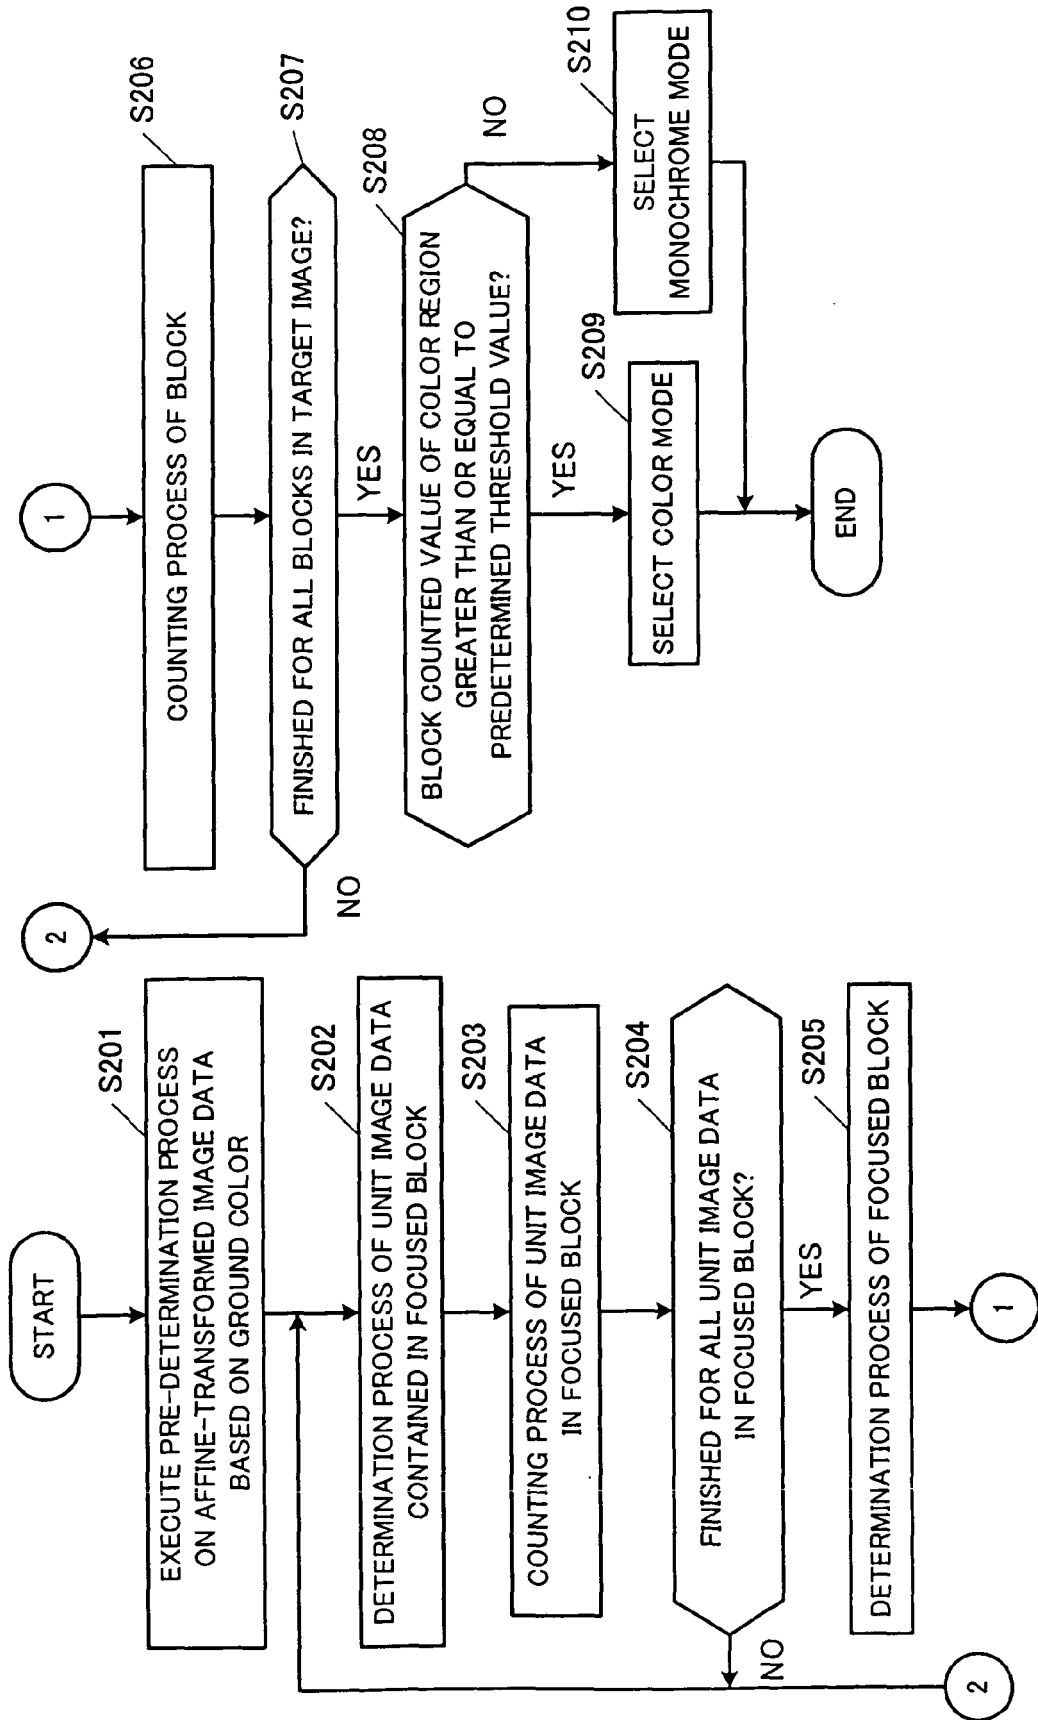 START
S201
EXECUTE PRE-DETERMINATION PROCESS
ON AFFINE-TRANSFORMED IMAGE DATA
BASED ON GROUND COLOR
S202
DETERMINATION PROCESS OF UNIT IMAGE DATA
CONTAINED IN FOCUSED BLOCK
S203
COUNTING PROCESS OF UNIT IMAGE DATA
IN FOCUSED BLOCK
S204
FINISHED FOR ALL UNIT IMAGE DATA
IN FOCUSED BLOCK?
NO
YES
S205
DETERMINATION PROCESS OF FOCUSED BLOCK
2
1
1
2
S206
COUNTING PROCESS OF BLOCK
S207
FINISHED FOR ALL BLOCKS IN TARGET IMAGE?
NO
YES
S208
BLOCK COUNTED VALUE OF COLOR REGION
GREATER THAN OR EQUAL TO
PREDETERMINED THRESHOLD VALUE?
NO
YES
S209
SELECT COLOR MODE
S210
SELECT
MONOCHROME MODE
END